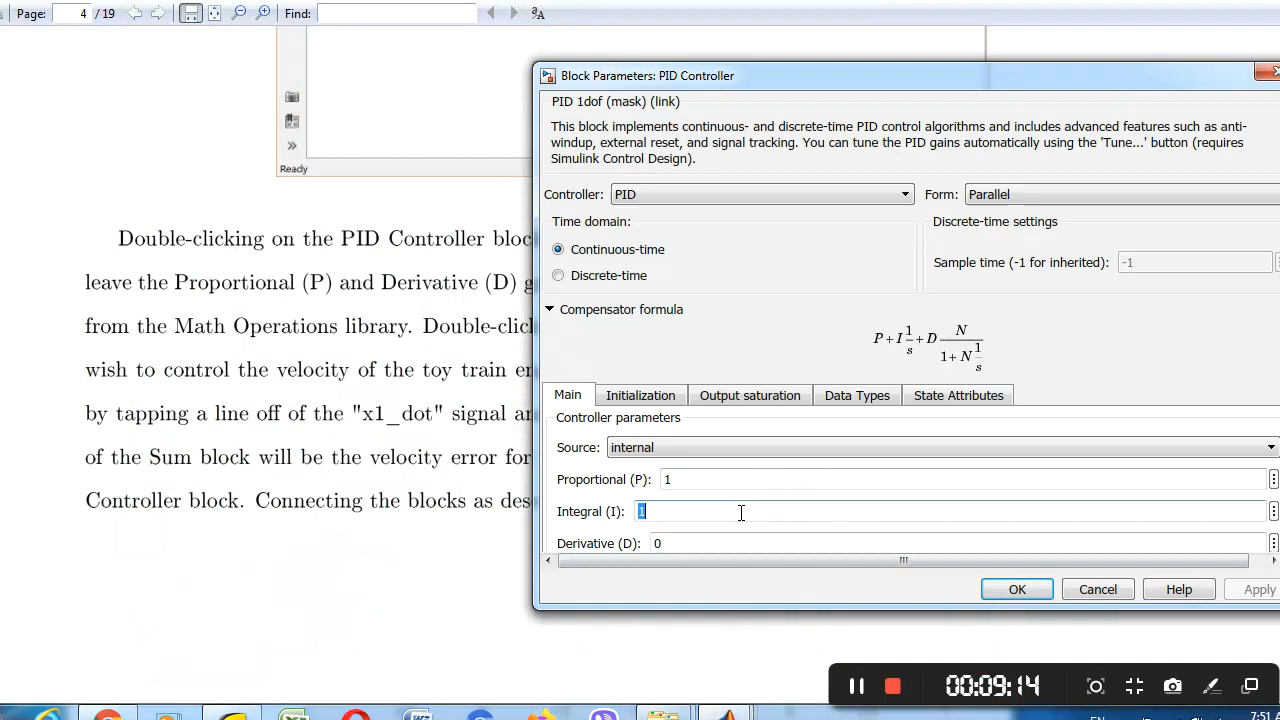 Page: 4 / 19 Find:
Block Parameters: PID Controller
PID 1dof (mask) (link)
This block implements continuous- and discrete-time PID control algorithms and includes advanced features such as anti-
windup, external reset, and signal tracking. You can tune the PID gains automatically using the 'Tune...' button (requires
Simulink Control Design).
Ready
Controller: PID Form: Parallel
Time domain:
Continuous-time
Discrete-time
Discrete-time settings
Sample time (-1 for inherited): -1
Compensator formula
P + I 1/s + D N/(1 + N 1/s)
Main Initialization Output saturation Data Types State Attributes
Controller parameters
Source: internal
Proportional (P): 1
Integral (I): 1
Derivative (D): 0
OK Cancel Help Apply
Double-clicking on the PID Controller bloc
leave the Proportional (P) and Derivative (D) g
from the Math Operations library. Double-clic
wish to control the velocity of the toy train en
by tapping a line off of the "x1_dot" signal an
of the Sum block will be the velocity error for
Controller block. Connecting the blocks as des
00:09:14
EN
7:51